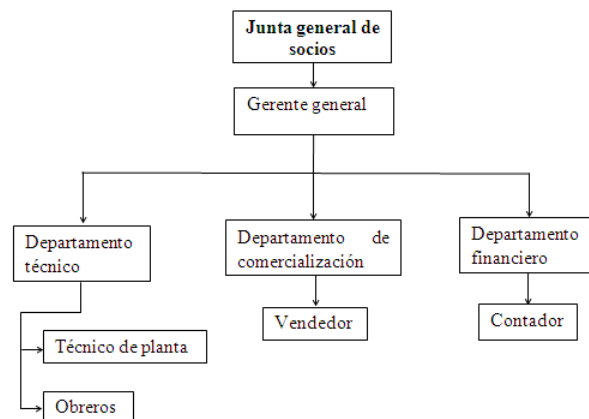 Junta general de
socios
Gerente general
Departamento
técnico
Departamento de
comercialización
Departamento
financiero
Vendedor
Contador
Técnico de planta
Obreros